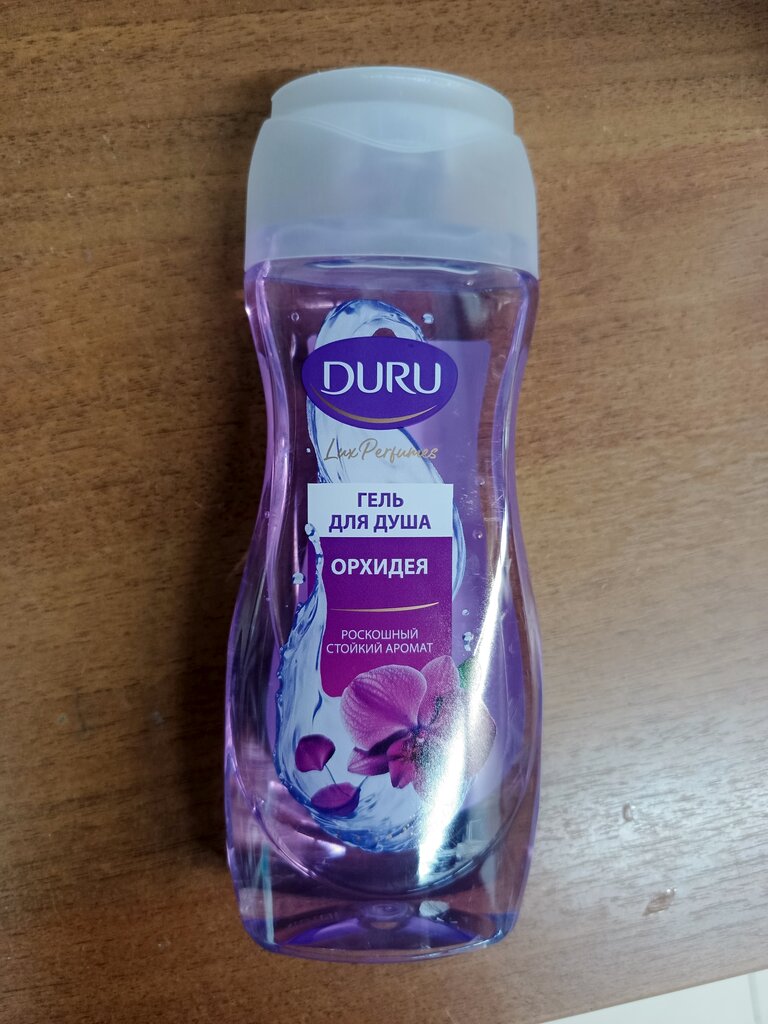 DURU
Lux Perfumes
ГЕЛЬ
ДЛЯ ДУША
ОРХИДЕЯ
РОСКОШНЫЙ
СТОЙКИЙ АРОМАТ